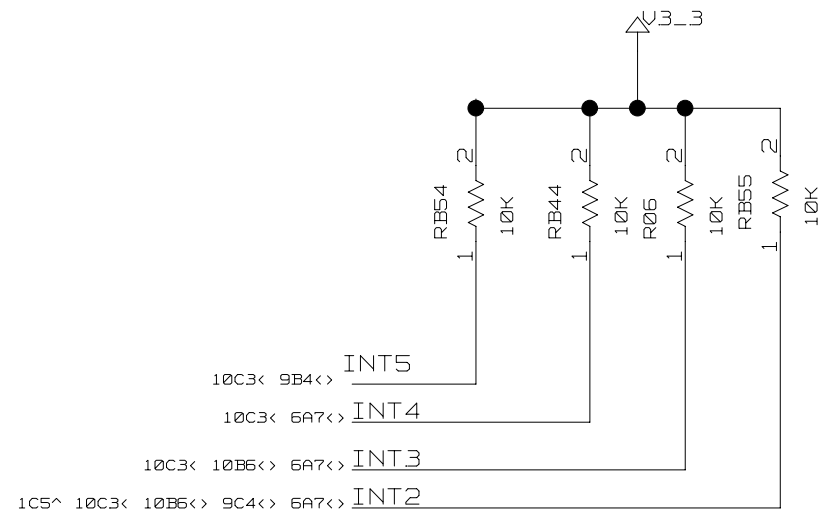 V3_3
2 2 2 2
RB54 10K RB44 10K R06 10K RB55 10K
1 1 1 1
INT5
10C3< 9B4<>
10C3< 6A7<> INT4
10C3< 10B6<> 6A7<> INT3
1C5^ 10C3< 10B6<> 9C4<> 6A7<> INT2